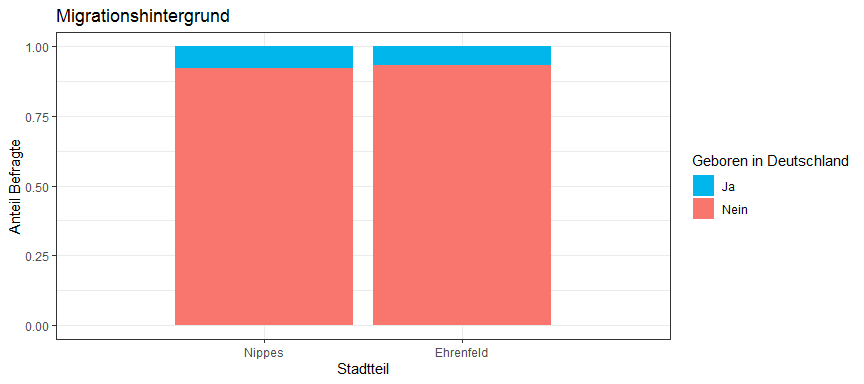 Migrationshintergrund
Anteil Befragte
1.00
0.75
0.50
0.25
0.00
Nippes
Ehrenfeld
Stadtteil
Geboren in Deutschland
Ja
Nein